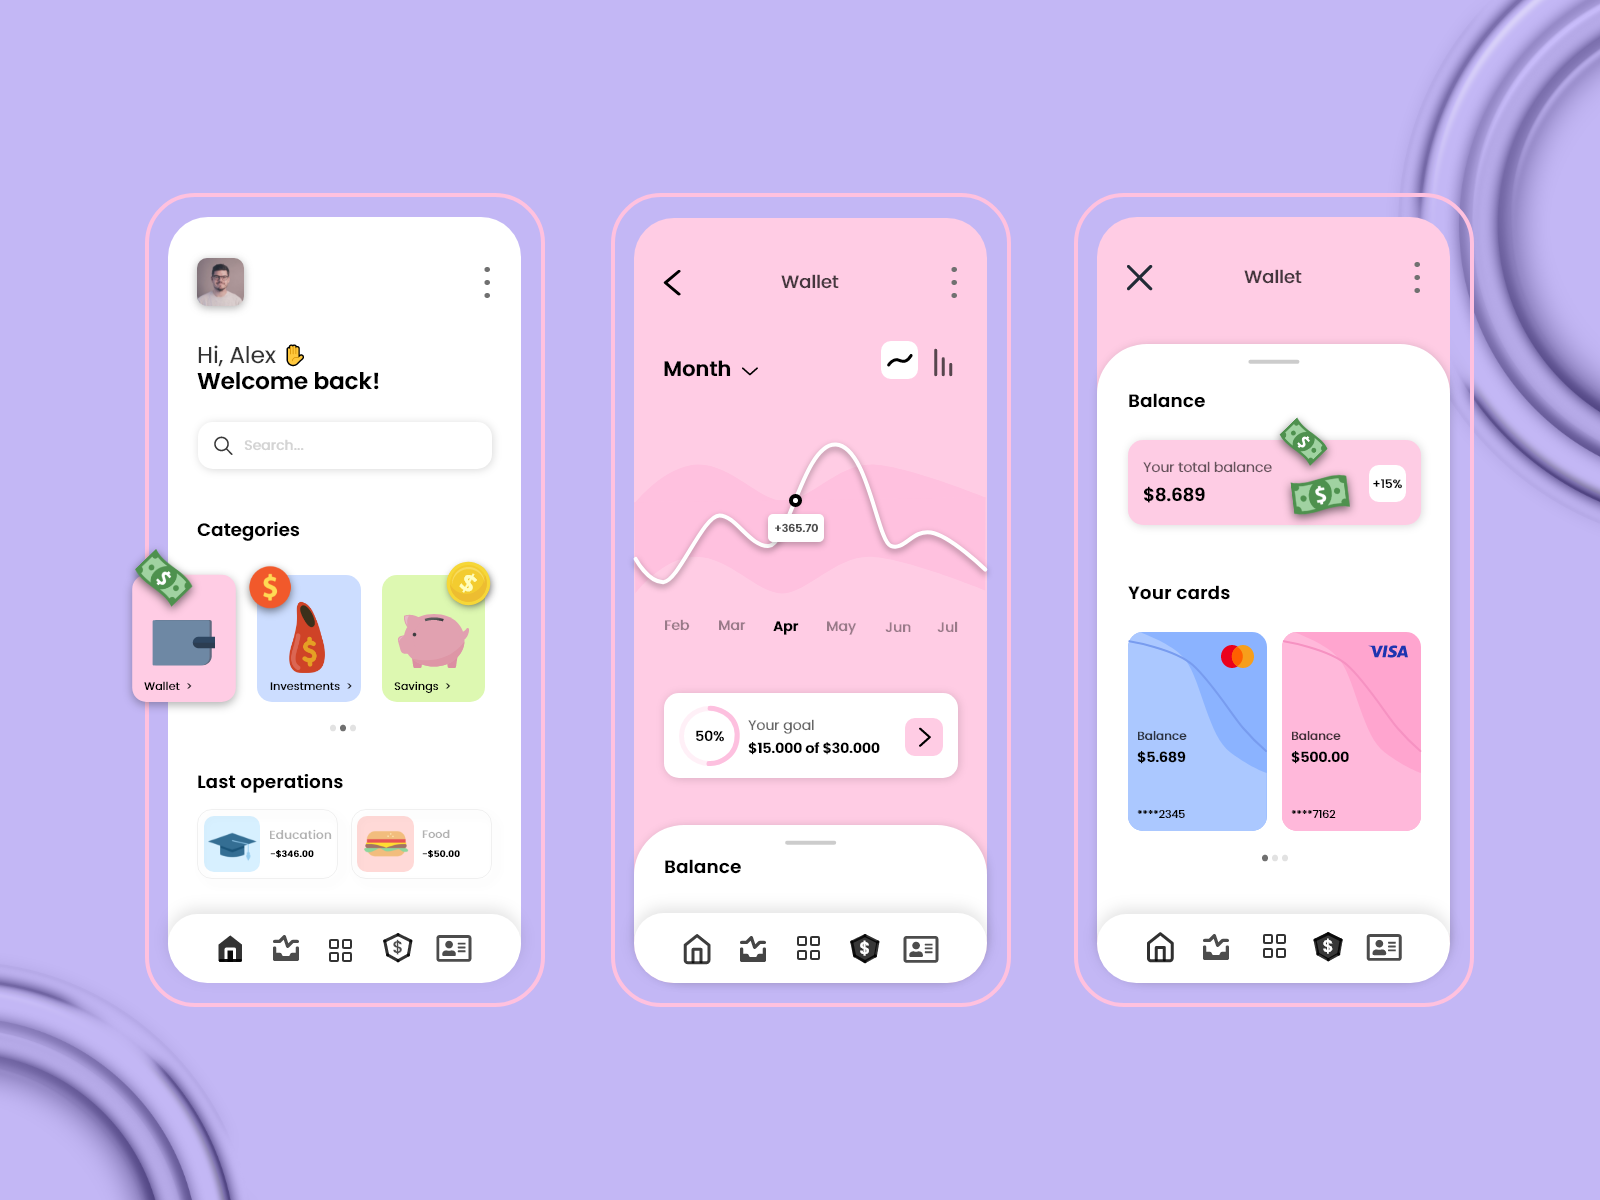 Hi, Alex ✋
Welcome back!
Search...
Categories
$
$
$
$
Wallet ›
Investments ›
Savings ›
Last operations
Education
-$346.00
Food
-$50.00
$
Wallet
Month
+365.70
Feb Mar Apr May Jun Jul
50%
Your goal
$15.000 of $30.000
Balance
$
Wallet
Balance
$
Your total balance
$8.689
$
+15%
Your cards
VISA
Balance
$5.689
****2345
Balance
$500.00
****7162
$